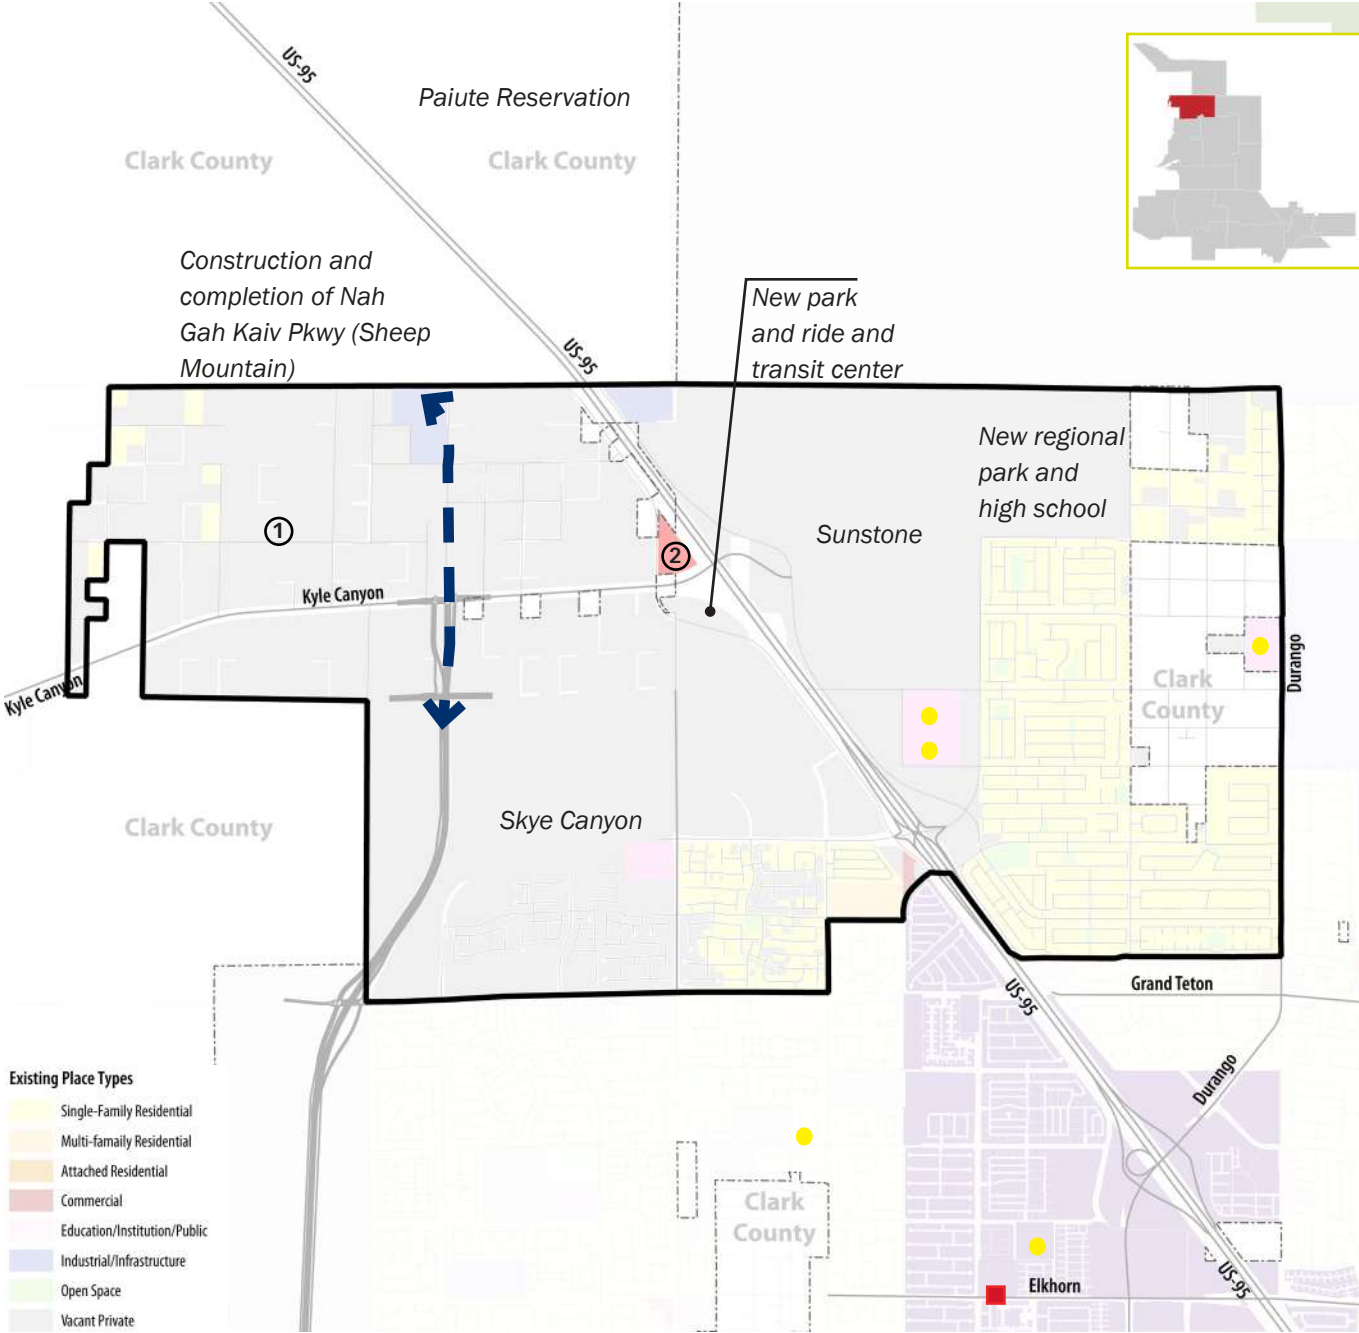 US-95
Paiute Reservation
Clark County
Clark County
Construction and
completion of Nah
Gah Kaiv Pkwy (Sheep
Mountain)
US-95
New park
and ride and
transit center
New regional
park and
high school
Sunstone
1
2
Kyle Canyon
Kyle Canyon
Durango
Clark
County
Clark County
Skye Canyon
US-95
Grand Teton
Durango
Clark
County
US-95
Elkhorn
Existing Place Types
Single-Family Residential
Multi-famaily Residential
Attached Residential
Commercial
Education/Institution/Public
Industrial/Infrastructure
Open Space
Vacant Private